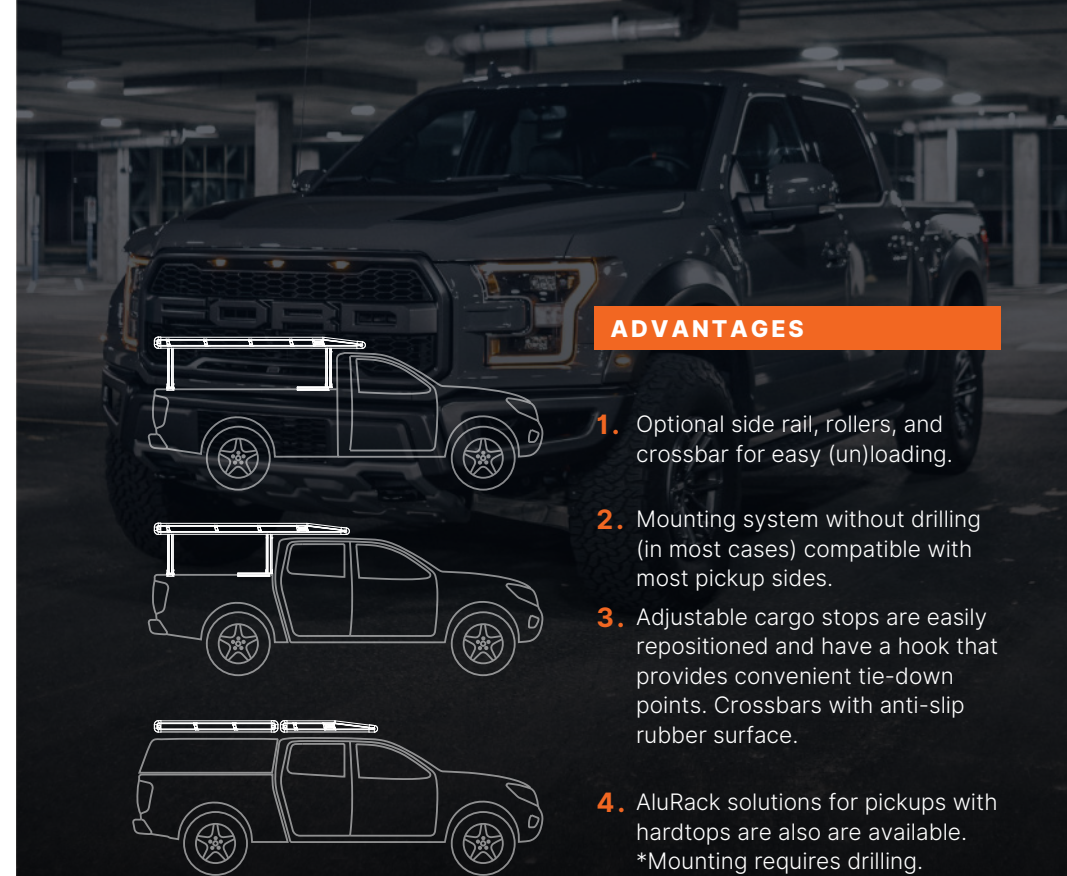 FORD
ADVANTAGES
1. Optional side rail, rollers, and
crossbar for easy (un)loading.
2. Mounting system without drilling
(in most cases) compatible with
most pickup sides.
3. Adjustable cargo stops are easily
repositioned and have a hook that
provides convenient tie-down
points. Crossbars with anti-slip
rubber surface.
4. AluRack solutions for pickups with
hardtops are also are available.
*Mounting requires drilling.